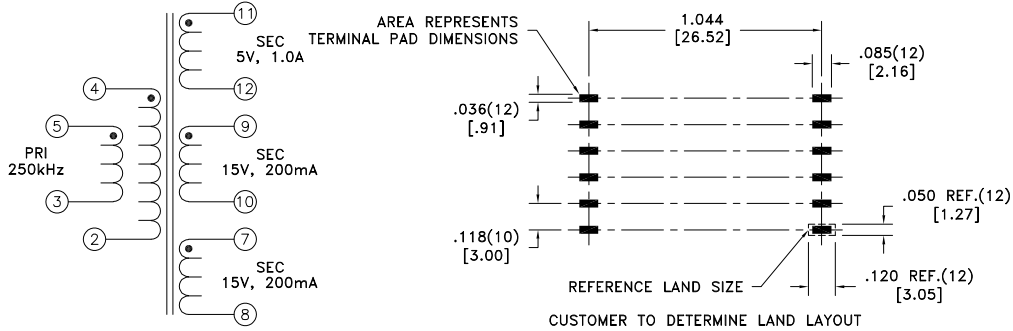 11
SEC
5V, 1.0A
12
4
5
PRI
250kHz
3
2
9
SEC
15V, 200mA
10
7
SEC
15V, 200mA
8
AREA REPRESENTS
TERMINAL PAD DIMENSIONS
1.044
[26.52]
.085(12)
[2.16]
.036(12)
[.91]
.118(10)
[3.00]
.050 REF.(12)
[1.27]
.120 REF.(12)
[3.05]
REFERENCE LAND SIZE
CUSTOMER TO DETERMINE LAND LAYOUT